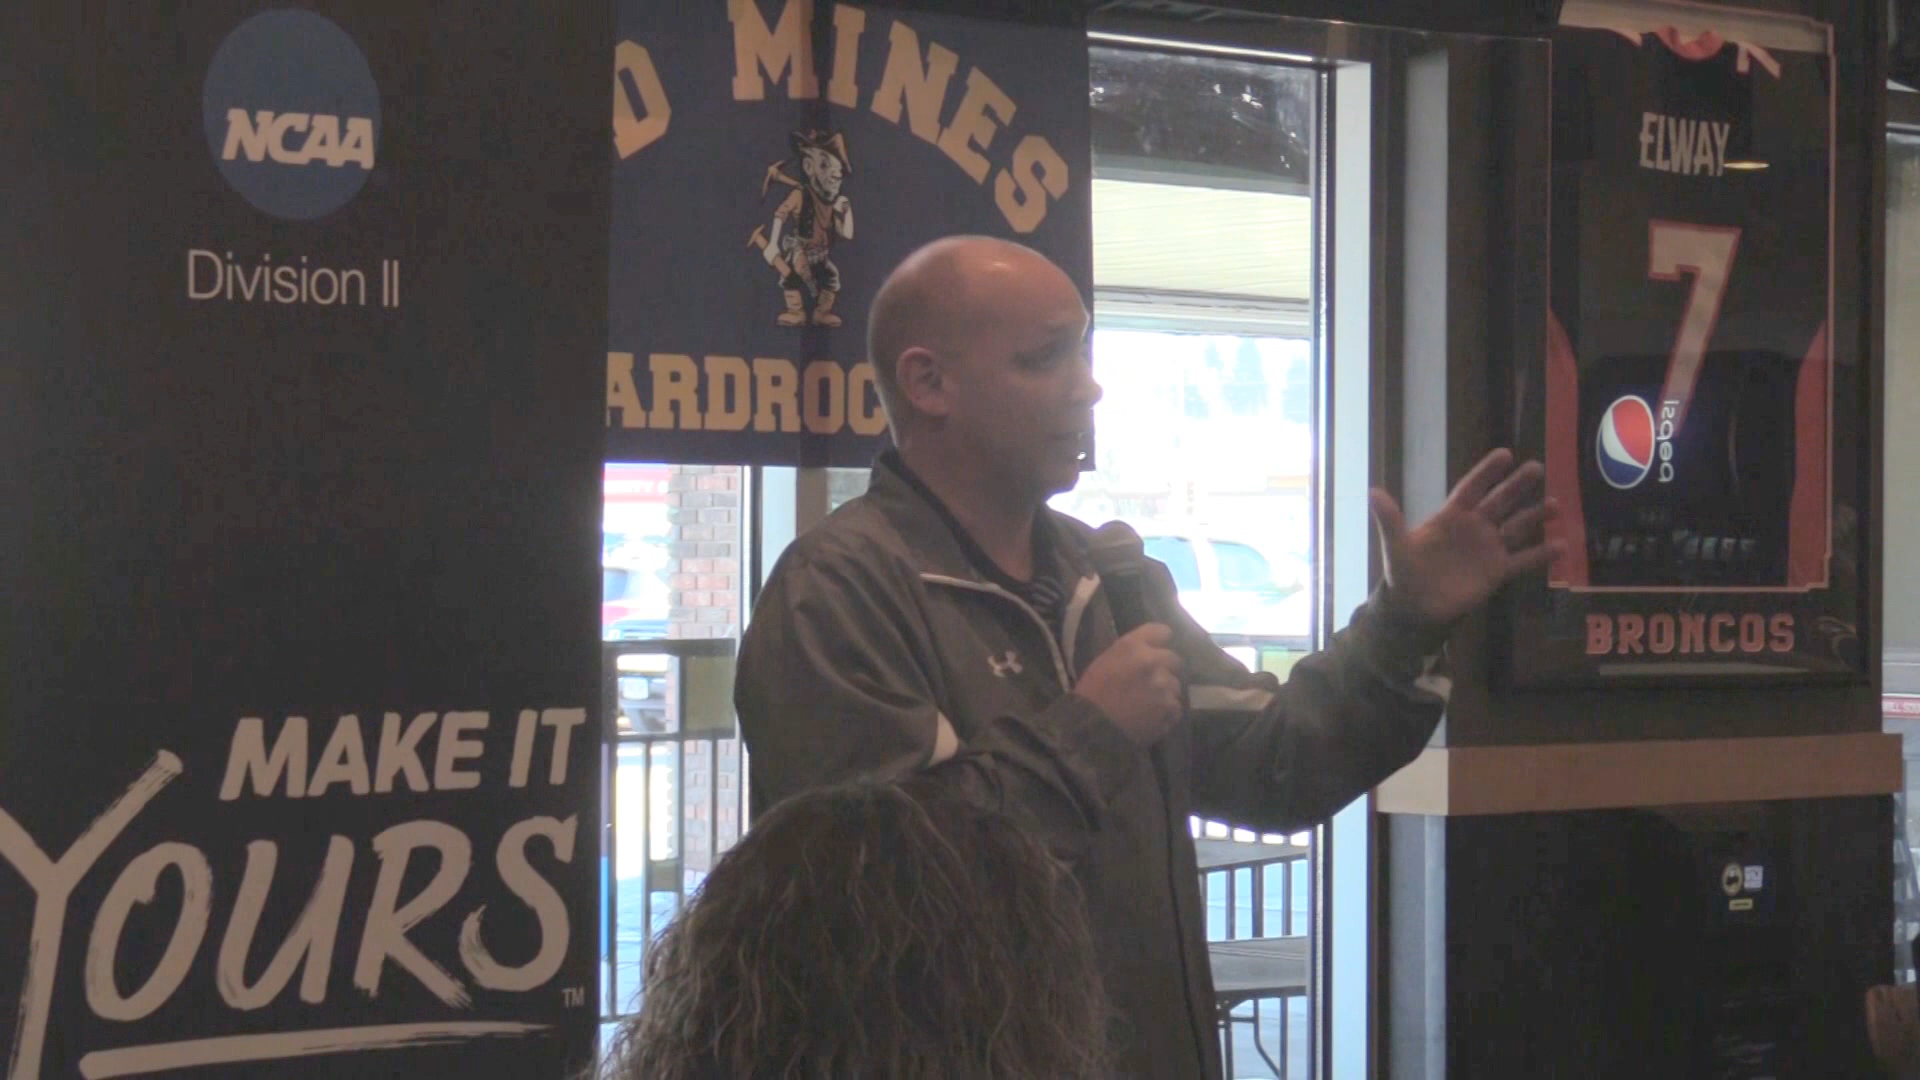 NCAA
Division II
MAKE IT
YOURS
TM
D MINES
ARDROC
ELWAY
7
pepsi
BRONCOS